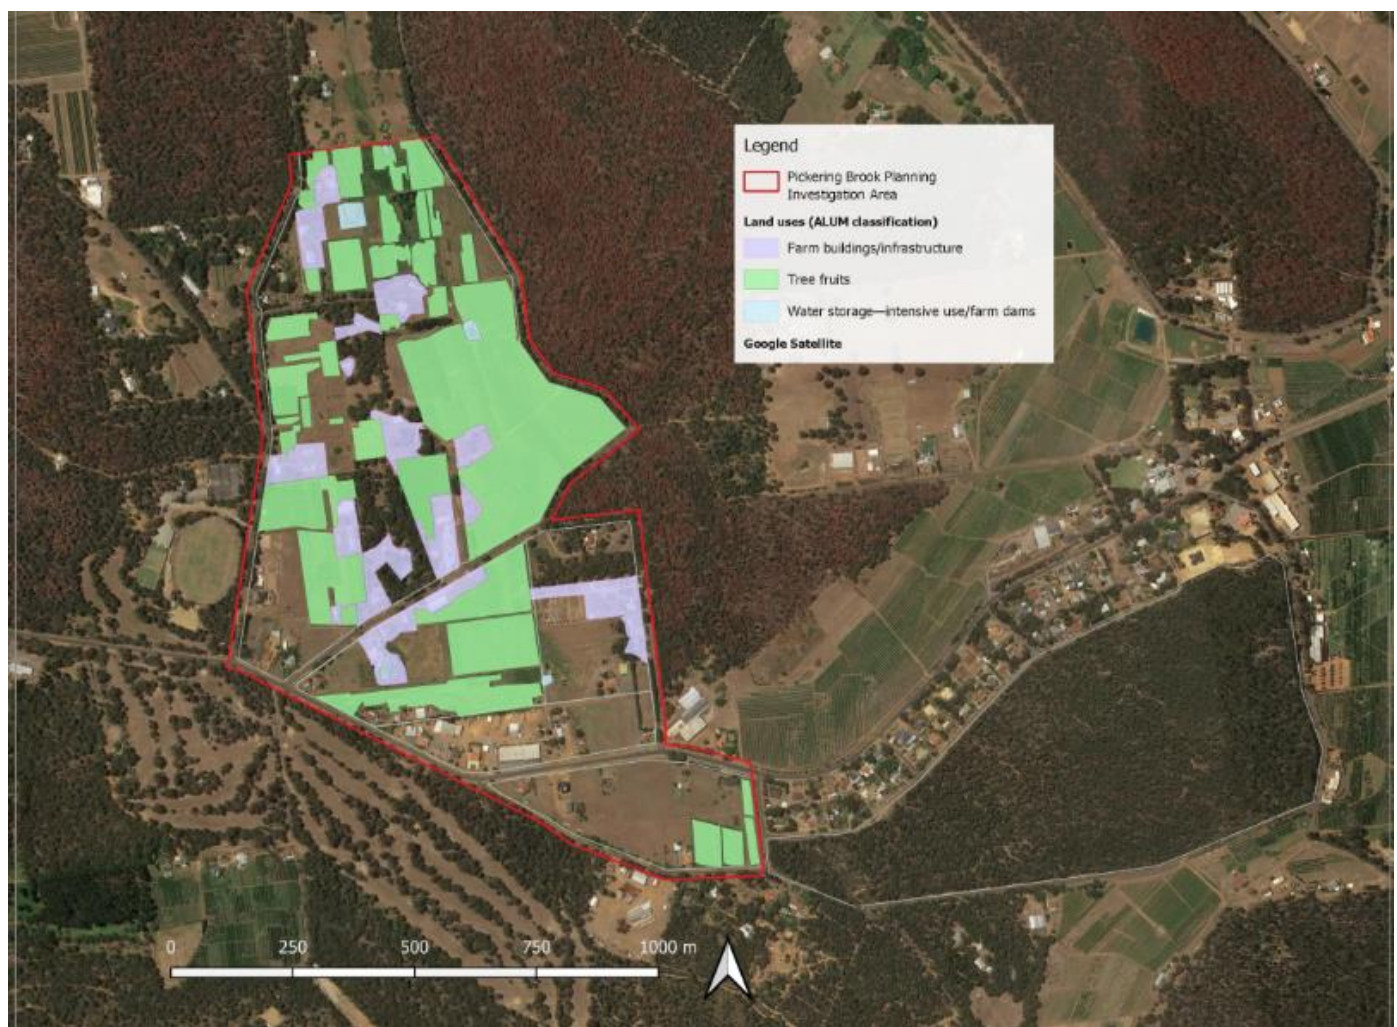 Legend
Pickering Brook Planning
Investigation Area
Land uses (ALUM classification)
Farm buildings/infrastructure
Tree fruits
Water storage—intensive use/farm dams
Google Satellite
0 250 500 750 1000 m